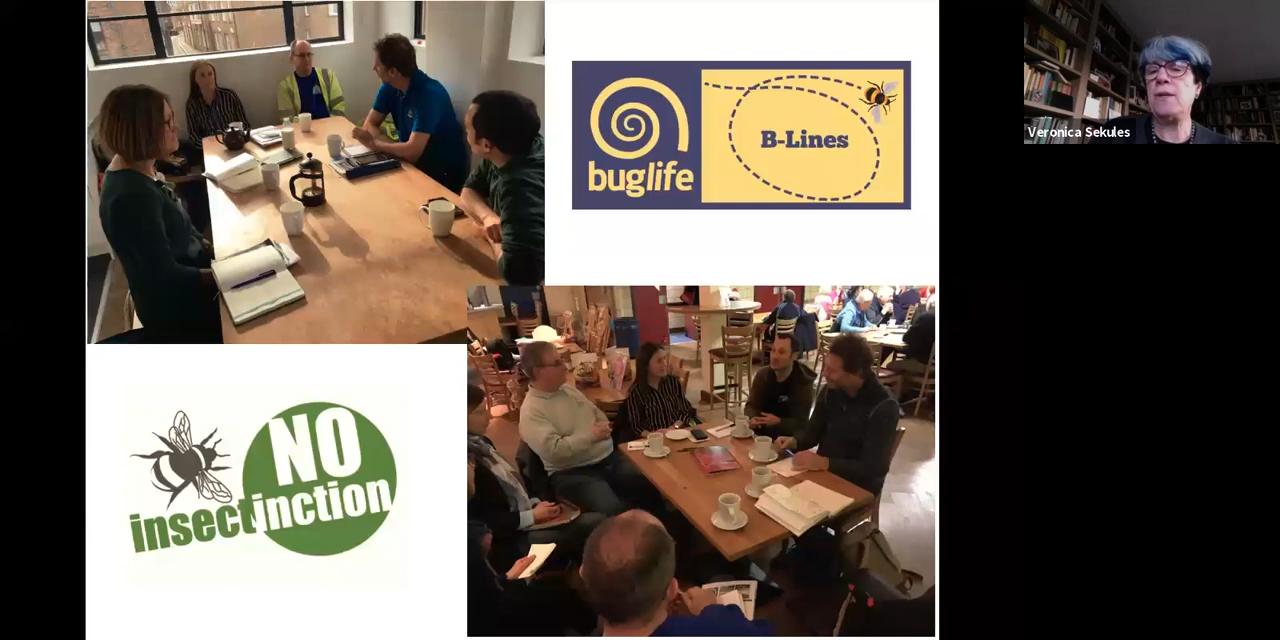 buglife
B-Lines
Veronica Sekules
NO
insectinction